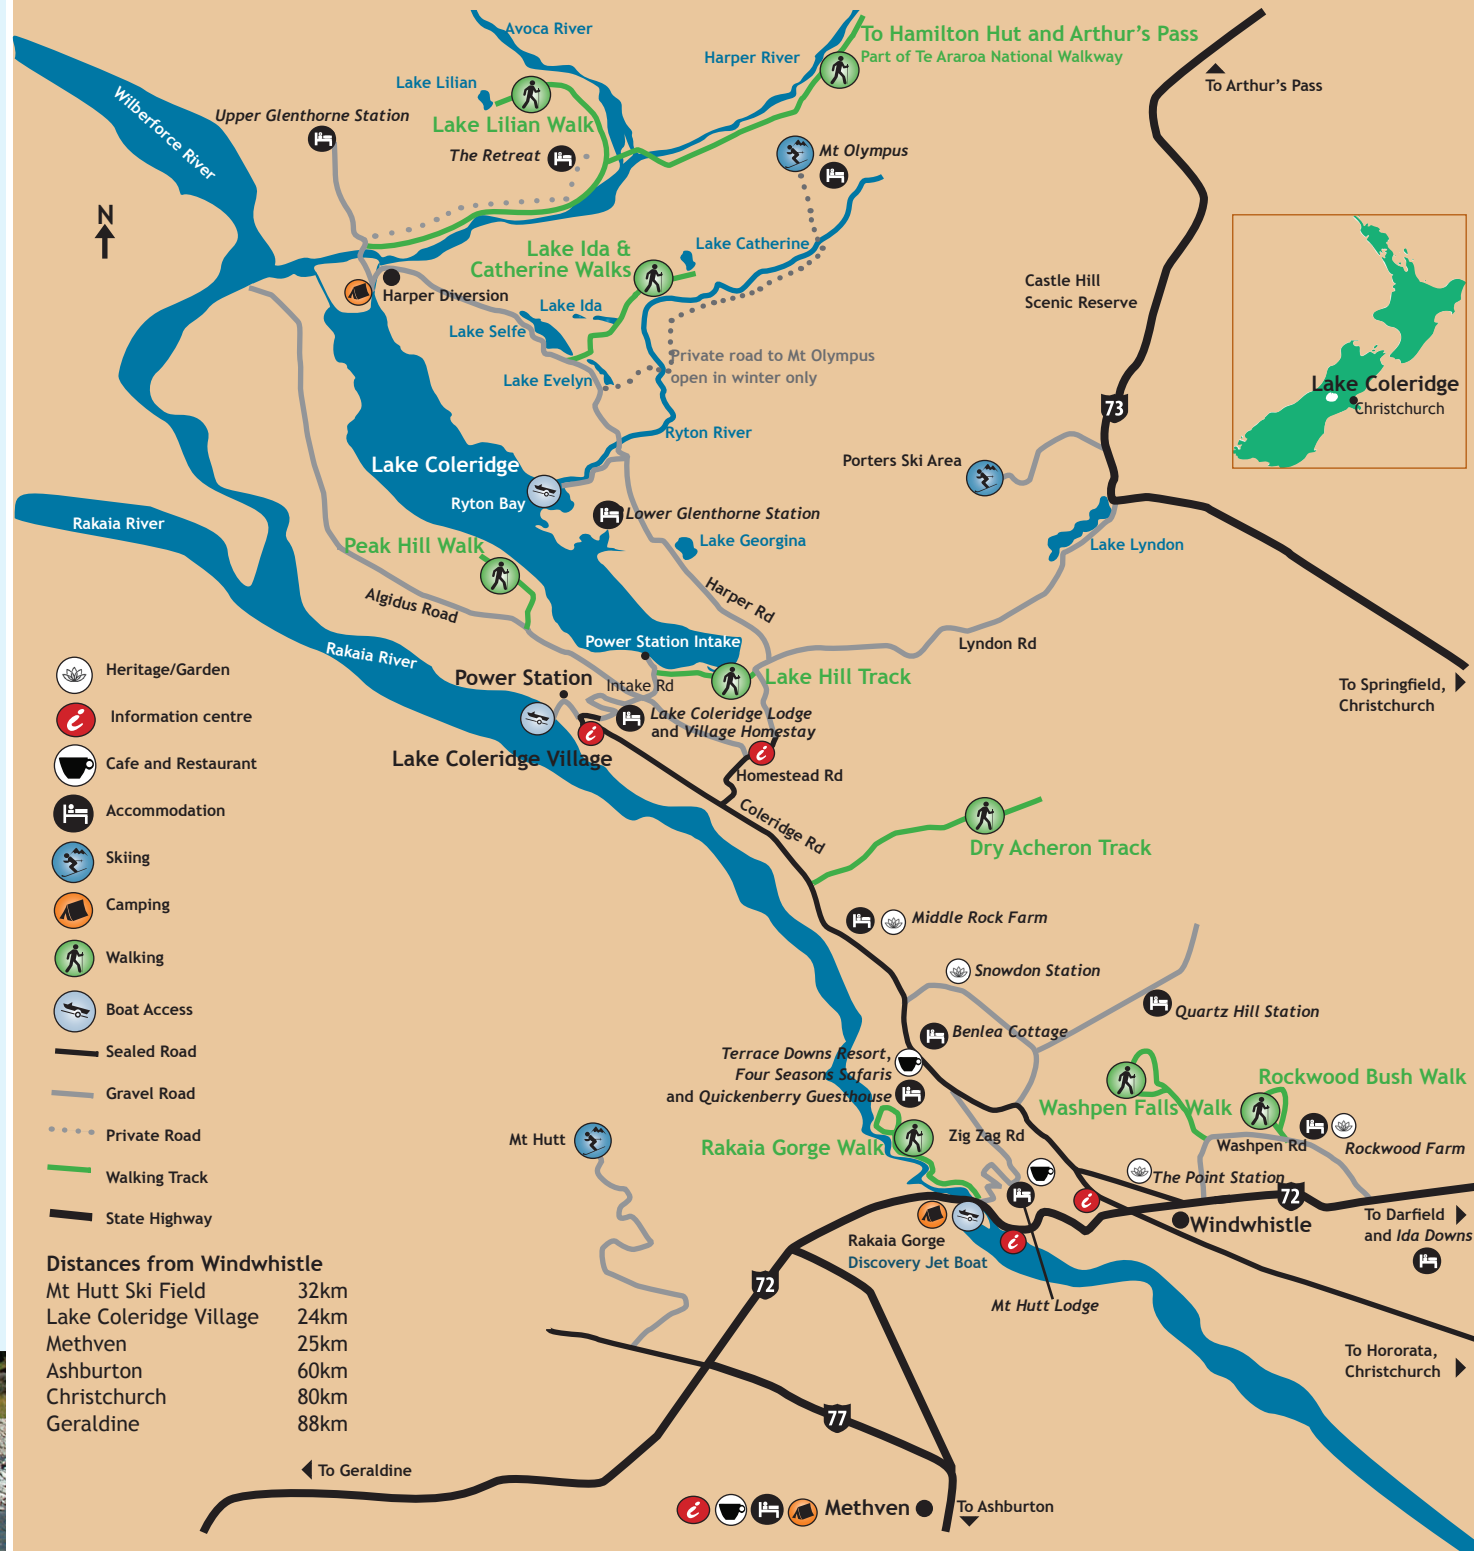 Avoca River
Harper River
To Hamilton Hut and Arthur's Pass
Part of Te Araroa National Walkway
To Arthur's Pass
Lake Lilian
Lake Lilian Walk
Wilberforce River
Upper Glenthorne Station
The Retreat
Mt Olympus
N
Lake Ida &
Catherine Walks
Lake Catherine
Harper Diversion
Lake Ida
Lake Selfe
Lake Evelyn
Private road to Mt Olympus
open in winter only
Castle Hill
Scenic Reserve
Lake Coleridge
Christchurch
73
Ryton River
Lake Coleridge
Ryton Bay
Porters Ski Area
Lower Glenthorne Station
Lake Georgina
Lake Lyndon
Rakaia River
Peak Hill Walk
Algidus Road
Harper Rd
Lyndon Rd
Rakaia River
Power Station Intake
Power Station
Intake Rd
Lake Hill Track
Lake Coleridge Lodge
and Village Homestay
Lake Coleridge Village
Homestead Rd
Coleridge Rd
To Springfield,
Christchurch
Heritage/Garden
Information centre
Cafe and Restaurant
Accommodation
Skiing
Camping
Walking
Boat Access
Sealed Road
Gravel Road
Private Road
Walking Track
State Highway
Dry Acheron Track
Middle Rock Farm
Snowdon Station
Quartz Hill Station
Benlea Cottage
Terrace Downs Resort,
Four Seasons Safaris
and Quickenberry Guesthouse
Rockwood Bush Walk
Washpen Falls Walk
Mt Hutt
Rakaia Gorge Walk
Zig Zag Rd
Washpen Rd
Rockwood Farm
The Point Station
72
Windwhistle
To Darfield
and Ida Downs
Rakaia Gorge
Discovery Jet Boat
Mt Hutt Lodge
72
To Hororata,
Christchurch
Distances from Windwhistle
Mt Hutt Ski Field 32km
Lake Coleridge Village 24km
Methven 25km
Ashburton 60km
Christchurch 80km
Geraldine 88km
77
To Geraldine
Methven
To Ashburton